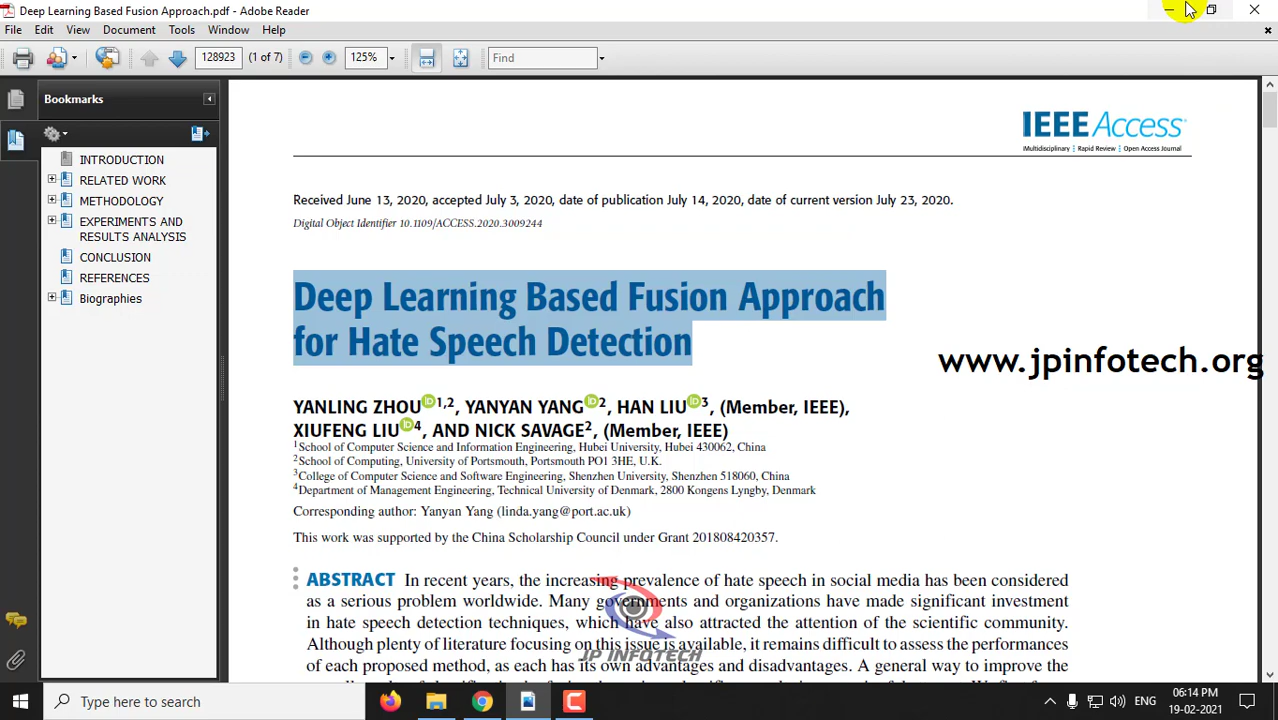 Deep Learning Based Fusion Approach.pdf - Adobe Reader
File Edit View Document Tools Window Help
128923 (1 of 7) 125% Find
Bookmarks
INTRODUCTION
RELATED WORK
METHODOLOGY
EXPERIMENTS AND
RESULTS ANALYSIS
CONCLUSION
REFERENCES
Biographies
IEEE Access
Multidisciplinary | Rapid Review | Open Access Journal
Received June 13, 2020, accepted July 3, 2020, date of publication July 14, 2020, date of current version July 23, 2020.
Digital Object Identifier 10.1109/ACCESS.2020.3009244
Deep Learning Based Fusion Approach
for Hate Speech Detection
www.jpinfotech.org
YANLING ZHOU 1,2, YANYAN YANG 2, HAN LIU 3, (Member, IEEE),
XIUFENG LIU 4, AND NICK SAVAGE2, (Member, IEEE)
1School of Computer Science and Information Engineering, Hubei University, Hubei 430062, China
2School of Computing, University of Portsmouth, Portsmouth PO1 3HE, U.K.
3College of Computer Science and Software Engineering, Shenzhen University, Shenzhen 518060, China
4Department of Management Engineering, Technical University of Denmark, 2800 Kongens Lyngby, Denmark
Corresponding author: Yanyan Yang (linda.yang@port.ac.uk)
This work was supported by the China Scholarship Council under Grant 201808420357.
ABSTRACT In recent years, the increasing prevalence of hate speech in social media has been considered
as a serious problem worldwide. Many governments and organizations have made significant investment
in hate speech detection techniques, which have also attracted the attention of the scientific community.
Although plenty of literature focusing on this issue is available, it remains difficult to assess the performances
of each proposed method, as each has its own advantages and disadvantages. A general way to improve the
JP INFOTECH
Type here to search
ENG
06:14 PM
19-02-2021